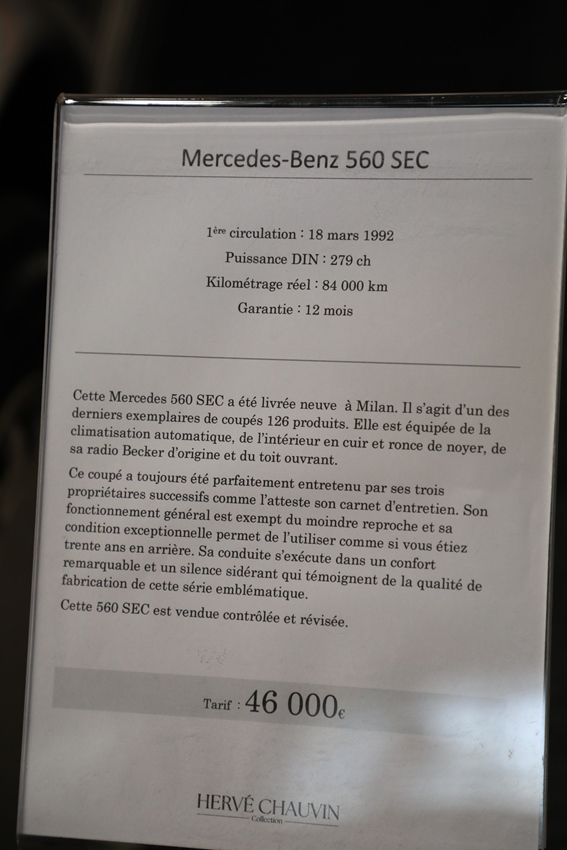 Mercedes-Benz 560 SEC
1ère circulation : 18 mars 1992
Puissance DIN : 279 ch
Kilométrage réel : 84 000 km
Garantie : 12 mois
Cette Mercedes 560 SEC a été livrée neuve à Milan. Il s'agit d'un des
derniers exemplaires de coupés 126 produits. Elle est équipée de la
climatisation automatique, de l'intérieur en cuir et ronce de noyer, de
sa radio Becker d'origine et du toit ouvrant.
Ce coupé a toujours été parfaitement entretenu par ses trois
propriétaires successifs comme l'atteste son carnet d'entretien. Son
fonctionnement général est exempt du moindre reproche et sa
condition exceptionnelle permet de l'utiliser comme si vous étiez
trente ans en arrière. Sa conduite s'exécute dans un confort
remarquable et un silence sidérant qui témoignent de la qualité de
fabrication de cette série emblématique.
Cette 560 SEC est vendue contrôlée et révisée.
Tarif : 46 000€
HERVÉ CHAUVIN
Collection